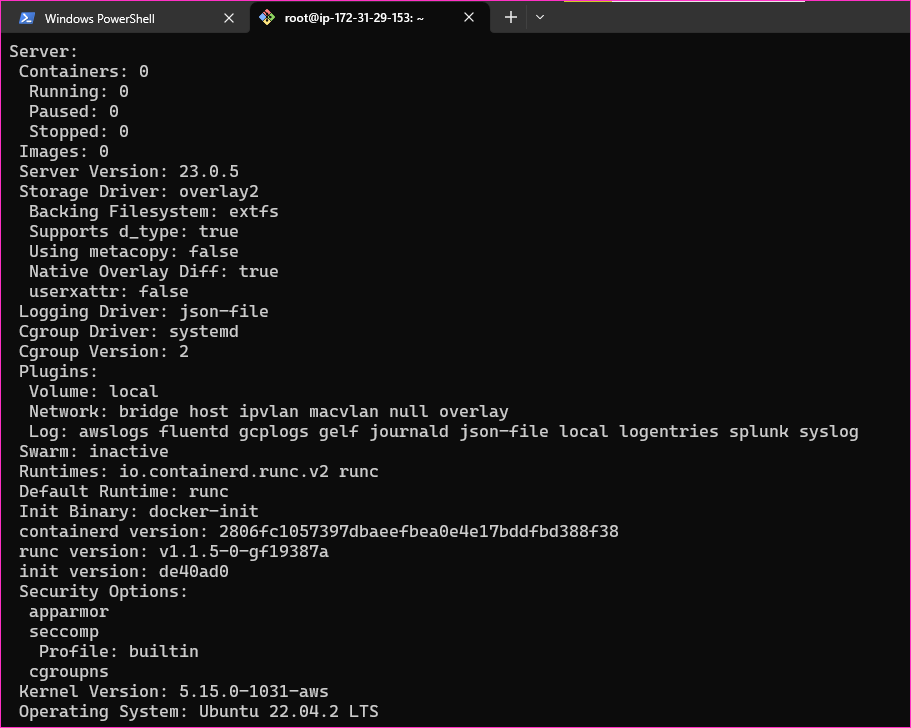 Windows PowerShell
root@ip-172-31-29-153: ~
Server:
 Containers: 0
  Running: 0
  Paused: 0
  Stopped: 0
 Images: 0
 Server Version: 23.0.5
 Storage Driver: overlay2
  Backing Filesystem: extfs
  Supports d_type: true
  Using metacopy: false
  Native Overlay Diff: true
  userxattr: false
 Logging Driver: json-file
 Cgroup Driver: systemd
 Cgroup Version: 2
 Plugins:
  Volume: local
  Network: bridge host ipvlan macvlan null overlay
  Log: awslogs fluentd gcplogs gelf journald json-file local logentries splunk syslog
 Swarm: inactive
 Runtimes: io.containerd.runc.v2 runc
 Default Runtime: runc
 Init Binary: docker-init
 containerd version: 2806fc1057397dbaeefbea0e4e17bddfbd388f38
 runc version: v1.1.5-0-gf19387a
 init version: de40ad0
 Security Options:
  apparmor
  seccomp
   Profile: builtin
  cgroupns
 Kernel Version: 5.15.0-1031-aws
 Operating System: Ubuntu 22.04.2 LTS